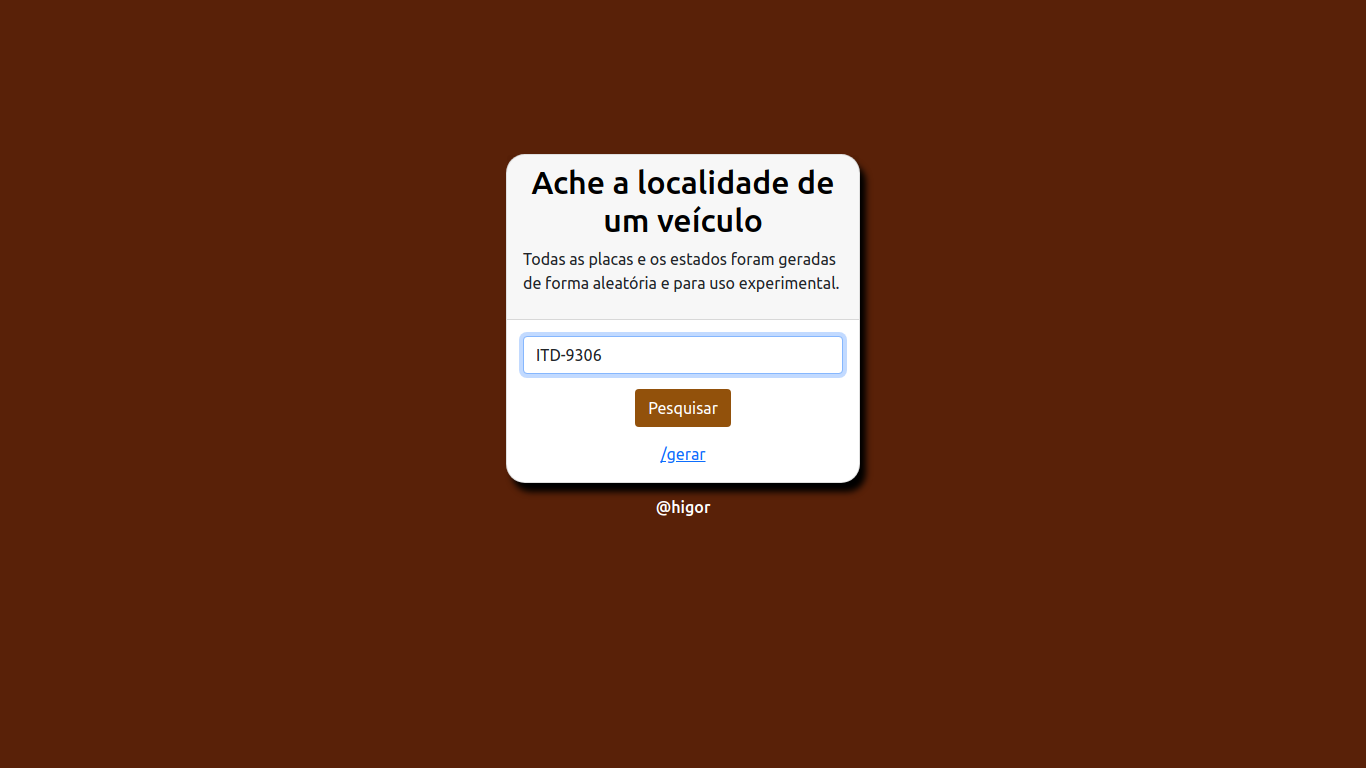 Ache a localidade de
um veículo
Todas as placas e os estados foram geradas
de forma aleatória e para uso experimental.
ITD-9306
Pesquisar
/gerar
@higor